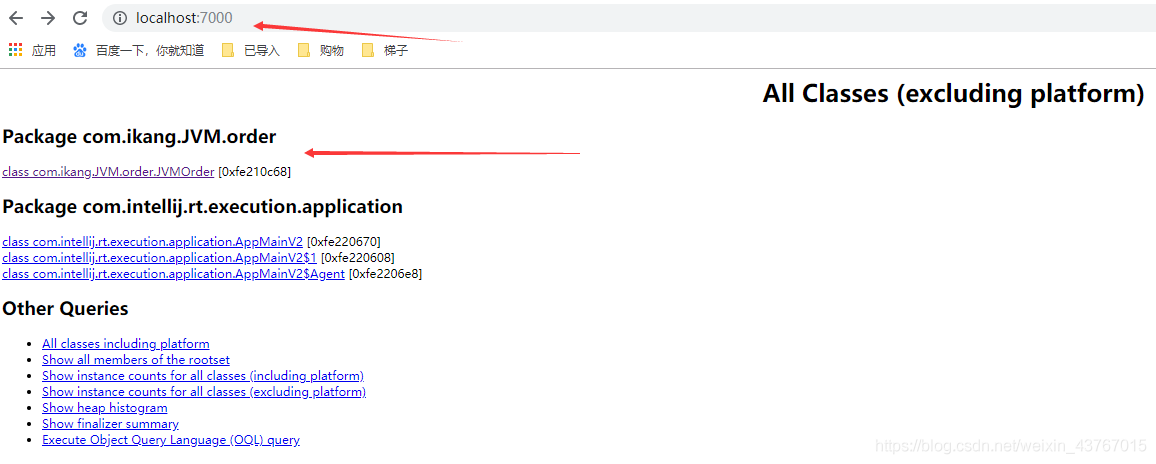 localhost:7000
应用 百度一下，你就知道 已导入 购物 梯子
All Classes (excluding platform)
Package com.ikang.JVM.order
class com.ikang.JVM.order.JVMOrder [0xfe210c68]
Package com.intellij.rt.execution.application
class com.intellij.rt.execution.application.AppMainV2 [0xfe220670]
class com.intellij.rt.execution.application.AppMainV2$1 [0xfe220608]
class com.intellij.rt.execution.application.AppMainV2$Agent [0xfe2206e8]
Other Queries
All classes including platform
Show all members of the rootset
Show instance counts for all classes (including platform)
Show instance counts for all classes (excluding platform)
Show heap histogram
Show finalizer summary
Execute Object Query Language (OQL) query
https://blog.csdn.net/weixin_43767015